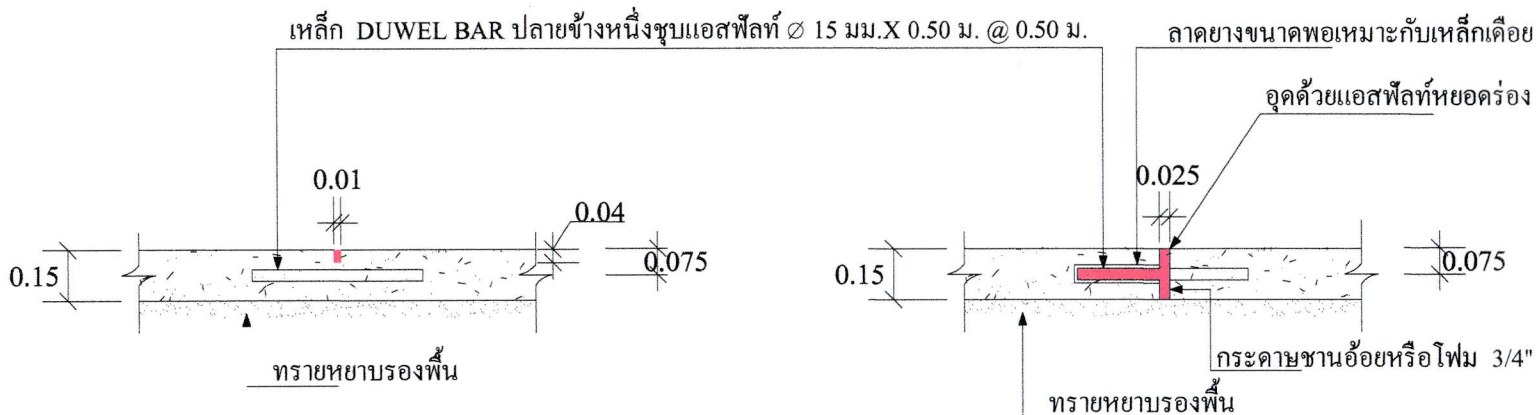 เหล็ก DUWEL BAR ปลายข้างหนึ่งชุบแอสฟัลท์ ∅ 15 มม.X 0.50 ม. @ 0.50 ม.
ลาดยางขนาดพอเหมาะกับเหล็กเดือย
อุดด้วยแอสฟัลท์หยอดร่อง
0.01
0.04
0.15
0.075
ทรายหยาบรองพื้น
0.025
0.15
0.075
กระดาษชานอ้อยหรือโฟม 3/4"
ทรายหยาบรองพื้น